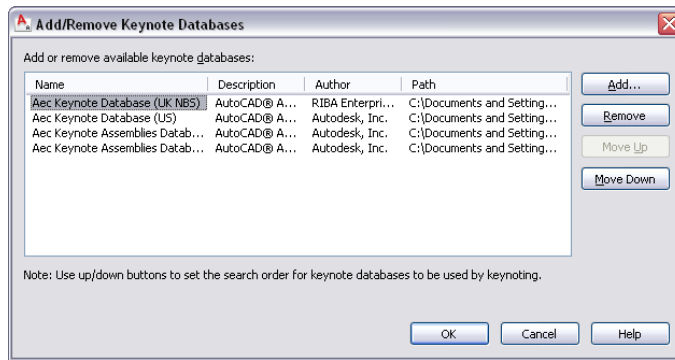 Add/Remove Keynote Databases
Add or remove available keynote databases:
Name Description Author Path
Aec Keynote Database (UK NBS) AutoCAD® A... RIBA Enterpri... C:\Documents and Setting...
Aec Keynote Database (US) AutoCAD® A... Autodesk, Inc. C:\Documents and Setting...
Aec Keynote Assemblies Datab... AutoCAD® A... Autodesk, Inc. C:\Documents and Setting...
Aec Keynote Assemblies Datab... AutoCAD® A... Autodesk, Inc. C:\Documents and Setting...
Add...
Remove
Move Up
Move Down
Note: Use up/down buttons to set the search order for keynote databases to be used by keynoting.
OK Cancel Help